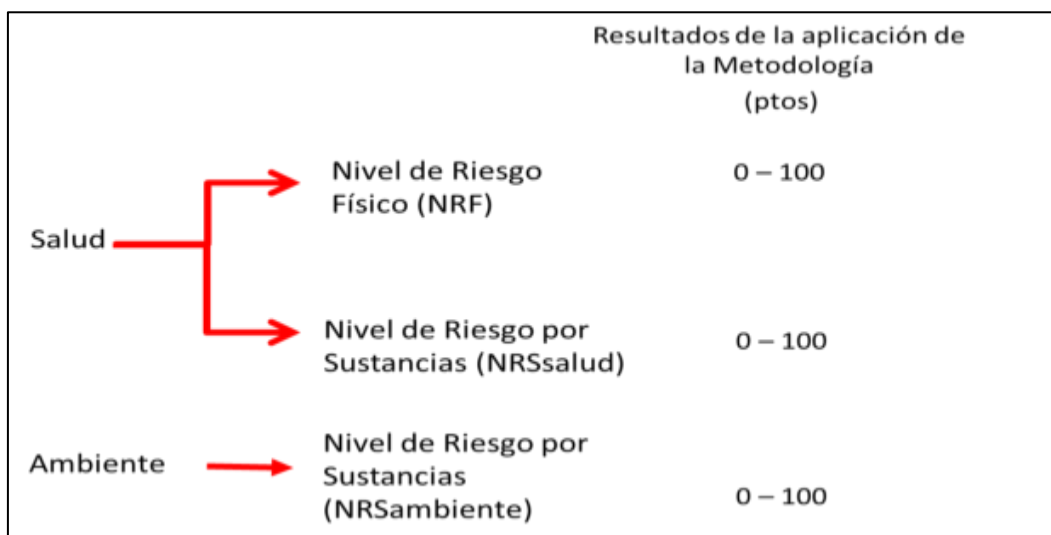 Resultados de la aplicación de
la Metodología
(ptos)
Salud
Nivel de Riesgo
Físico (NRF)
0 – 100
Nivel de Riesgo por
Sustancias (NRSsalud)
0 – 100
Ambiente
Nivel de Riesgo por
Sustancias
(NRSambiente)
0 – 100